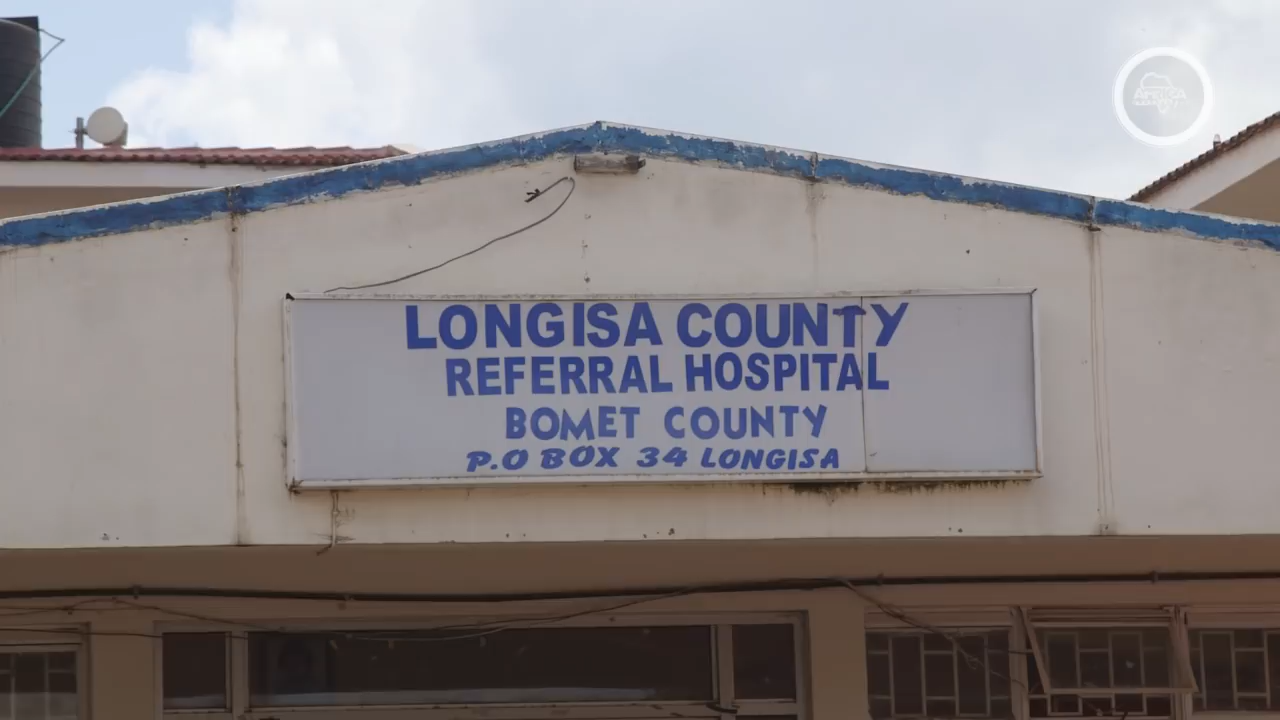 LONGISA COUNTY
REFERRAL HOSPITAL
BOMET COUNTY
P.O BOX 34 LONGISA